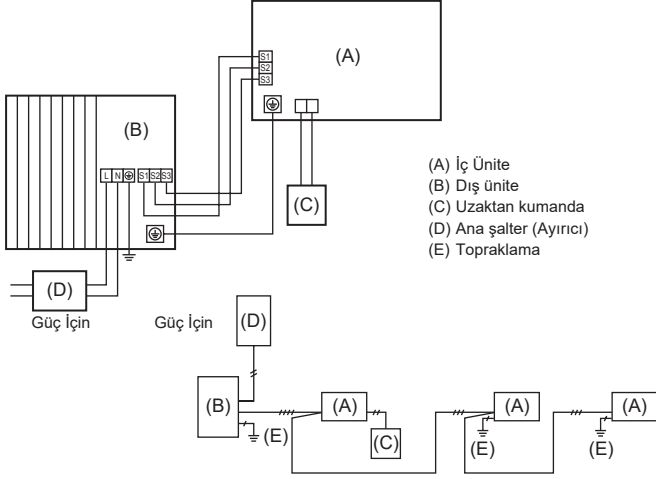 (A)
S1
S2
S3
(B)
L N S1 S2 S3
(C)
(D)
Güç İçin
(A) İç Ünite
(B) Dış ünite
(C) Uzaktan kumanda
(D) Ana şalter (Ayırıcı)
(E) Topraklama
Güç İçin
(D)
(B)
(E)
(A)
(C)
(A)
(E)
(A)
(E)